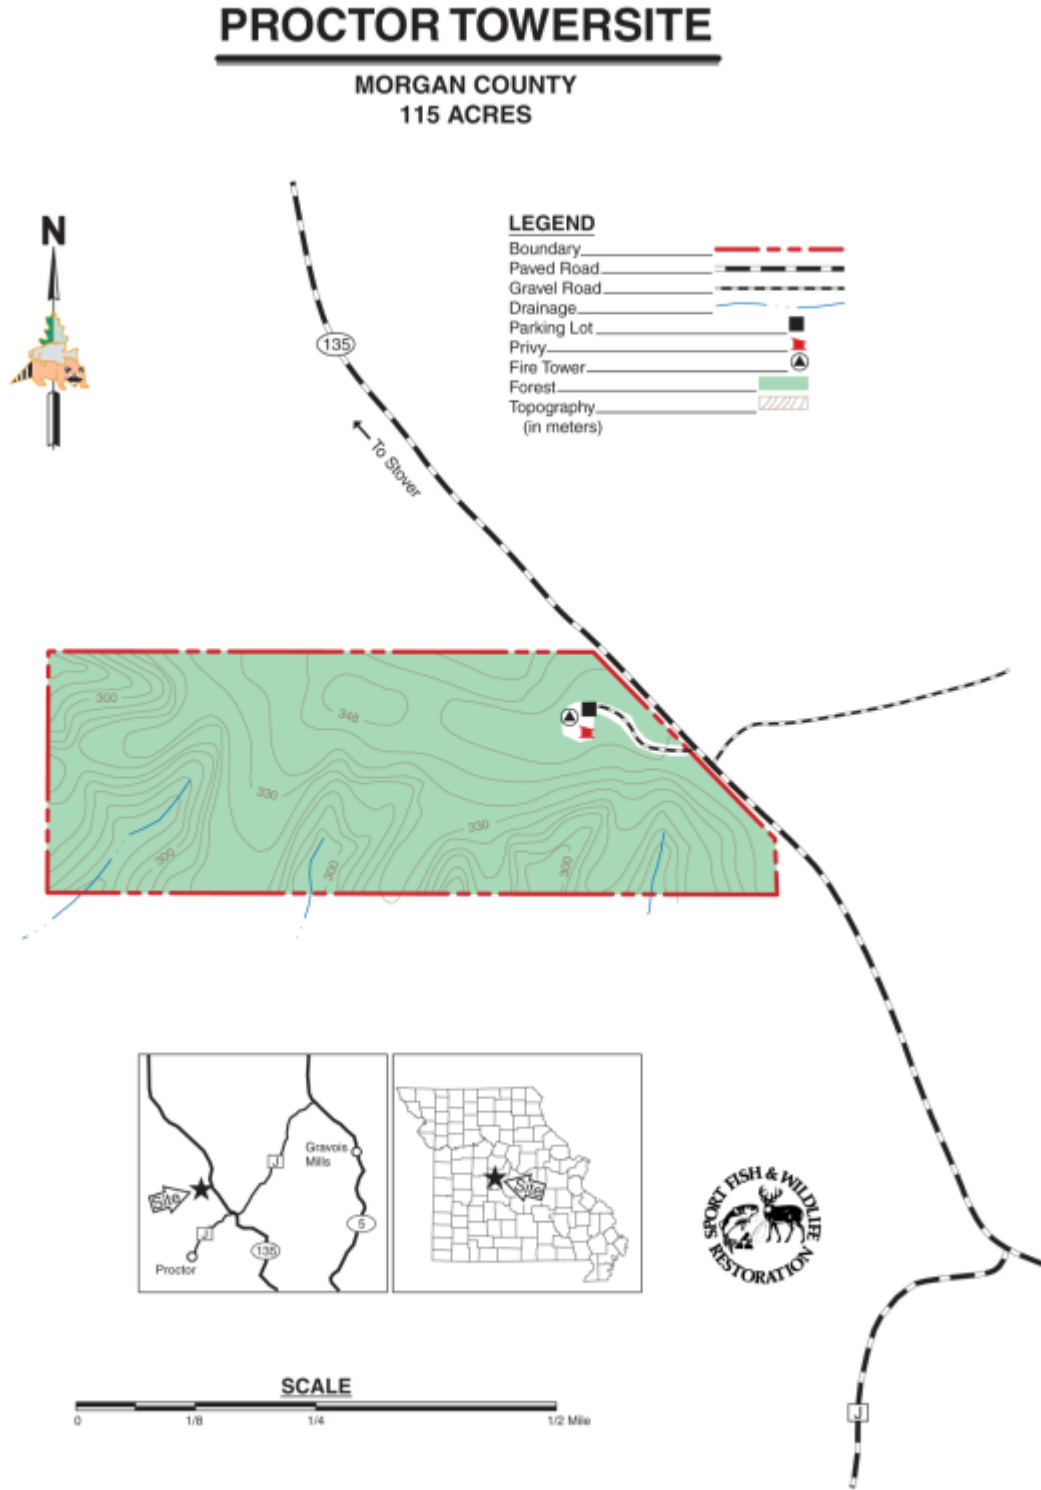 PROCTOR TOWERSITE
MORGAN COUNTY
115 ACRES
N
LEGEND
Boundary
Paved Road
Gravel Road
Drainage
Parking Lot
Privy
Fire Tower
Forest
Topography
(in meters)
135
To Stover
300
348
330
330
300
300
300
Gravois
Mills
J
Site
J
5
135
Proctor
Site
SPORT FISH & WILDLIFE
RESTORATION
SCALE
0 1/8 1/4 1/2 Mile
J